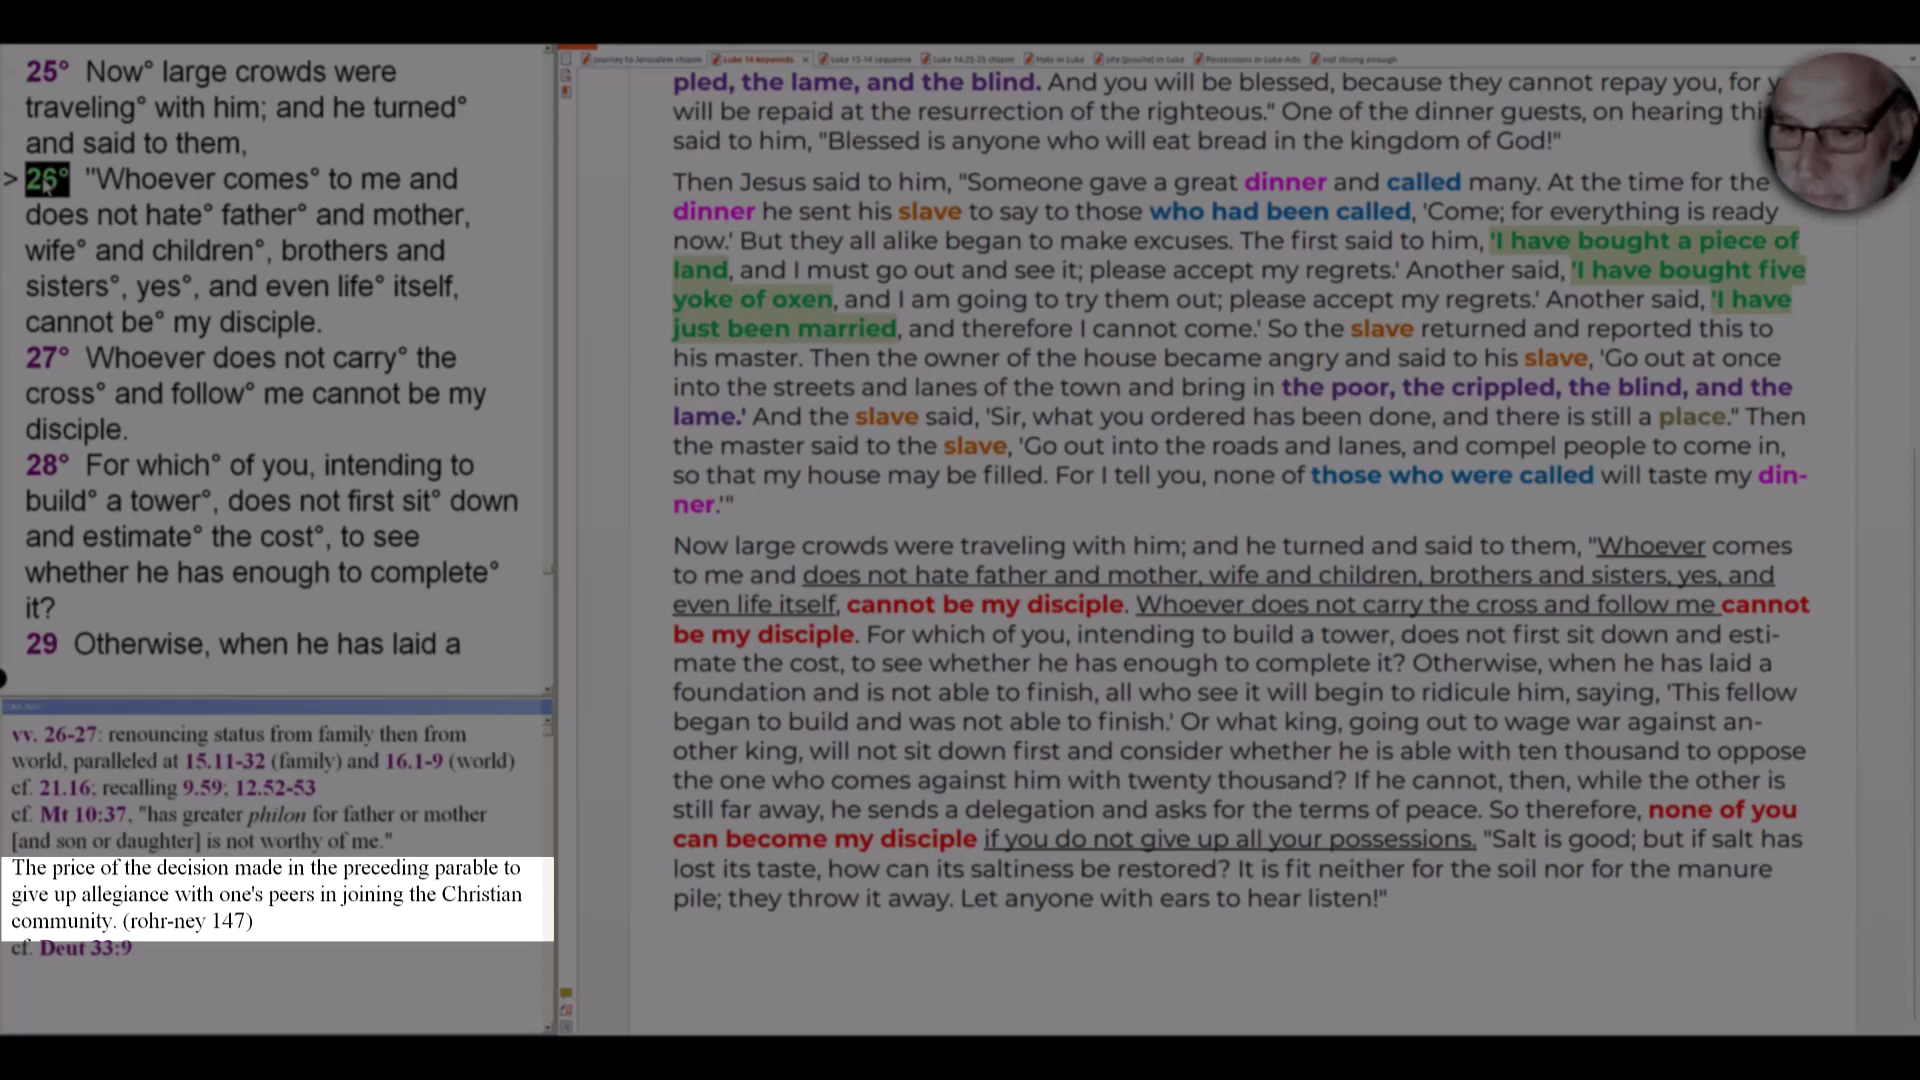 25° Now° large crowds were
traveling° with him; and he turned°
and said to them,
> 26° "Whoever comes° to me and
does not hate° father° and mother,
wife° and children°, brothers and
sisters°, yes°, and even life° itself,
cannot be° my disciple.
27° Whoever does not carry° the
cross° and follow° me cannot be my
disciple.
28° For which° of you, intending to
build° a tower°, does not first sit° down
and estimate° the cost°, to see
whether he has enough to complete°
it?
29 Otherwise, when he has laid a
vv. 26-27: renouncing status from family then from
world, paralleled at 15.11-32 (family) and 16.1-9 (world)
cf. 21.16; recalling 9.59; 12.52-53
cf. Mt 10:37, "has greater philon for father or mother
[and son or daughter] is not worthy of me."
The price of the decision made in the preceding parable to
give up allegiance with one's peers in joining the Christian
community. (rohr-ney 147)
cf. Deut 33:9
Journey to Jerusalem chiasm Luke 14 keywords Luke 13-14 sequence Luke 14.25-35 chiasm Hate in Luke Life (psuche) in Luke Possessions in Luke-Acts not strong enough
pled, the lame, and the blind. And you will be blessed, because they cannot repay you, for y
will be repaid at the resurrection of the righteous." One of the dinner guests, on hearing thi
said to him, "Blessed is anyone who will eat bread in the kingdom of God!"
Then Jesus said to him, "Someone gave a great dinner and called many. At the time for the
dinner he sent his slave to say to those who had been called, 'Come; for everything is ready
now.' But they all alike began to make excuses. The first said to him, 'I have bought a piece of
land, and I must go out and see it; please accept my regrets.' Another said, 'I have bought five
yoke of oxen, and I am going to try them out; please accept my regrets.' Another said, 'I have
just been married, and therefore I cannot come.' So the slave returned and reported this to
his master. Then the owner of the house became angry and said to his slave, 'Go out at once
into the streets and lanes of the town and bring in the poor, the crippled, the blind, and the
lame.' And the slave said, 'Sir, what you ordered has been done, and there is still a place." Then
the master said to the slave, 'Go out into the roads and lanes, and compel people to come in,
so that my house may be filled. For I tell you, none of those who were called will taste my din-
ner.'"
Now large crowds were traveling with him; and he turned and said to them, "Whoever comes
to me and does not hate father and mother, wife and children, brothers and sisters, yes, and
even life itself, cannot be my disciple. Whoever does not carry the cross and follow me cannot
be my disciple. For which of you, intending to build a tower, does not first sit down and esti-
mate the cost, to see whether he has enough to complete it? Otherwise, when he has laid a
foundation and is not able to finish, all who see it will begin to ridicule him, saying, 'This fellow
began to build and was not able to finish.' Or what king, going out to wage war against an-
other king, will not sit down first and consider whether he is able with ten thousand to oppose
the one who comes against him with twenty thousand? If he cannot, then, while the other is
still far away, he sends a delegation and asks for the terms of peace. So therefore, none of you
can become my disciple if you do not give up all your possessions. "Salt is good; but if salt has
lost its taste, how can its saltiness be restored? It is fit neither for the soil nor for the manure
pile; they throw it away. Let anyone with ears to hear listen!"